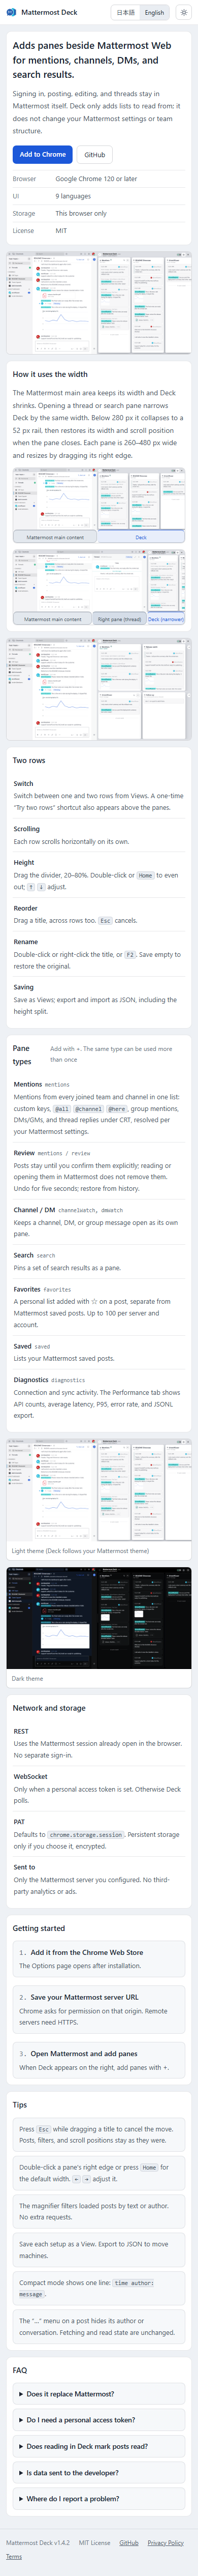 Mattermost Deck
日本語 English
Adds panes beside Mattermost Web
for mentions, channels, DMs, and
search results.
Signing in, posting, editing, and threads stay in
Mattermost itself. Deck only adds lists to read from; it
does not change your Mattermost settings or team
structure.
Add to Chrome GitHub
Browser Google Chrome 120 or later
UI 9 languages
Storage This browser only
License MIT
How it uses the width
The Mattermost main area keeps its width and Deck
shrinks. Opening a thread or search pane narrows
Deck by the same width. Below 280 px it collapses to a
52 px rail, then restores its width and scroll position
when the pane closes. Each pane is 260–480 px wide
and resizes by dragging its right edge.
Mattermost main content Deck
Mattermost main content Right pane (thread) Deck (narrower)
Two rows
Switch
Switch between one and two rows from Views. A one-time
"Try two rows" shortcut also appears above the panes.
Scrolling
Each row scrolls horizontally on its own.
Height
Drag the divider, 20–80%. Double-click or Home to even
out; ↑ ↓ adjust.
Reorder
Drag a title, across rows too. Esc cancels.
Rename
Double-click or right-click the title, or F2. Save empty to
restore the original.
Saving
Save as Views; export and import as JSON, including the
height split.
Pane
types
Add with +. The same type can be used more
than once
Mentions mentions
Mentions from every joined team and channel in one list:
custom keys, @all @channel @here, group mentions,
DMs/GMs, and thread replies under CRT, resolved per
your Mattermost settings.
Review mentions / review
Posts stay until you confirm them explicitly; reading or
opening them in Mattermost does not remove them.
Undo for five seconds; restore from history.
Channel / DM channelwatch, dmwatch
Keeps a channel, DM, or group message open as its own
pane.
Search search
Pins a set of search results as a pane.
Favorites favorites
A personal list added with ☆ on a post, separate from
Mattermost saved posts. Up to 100 per server and
account.
Saved saved
Lists your Mattermost saved posts.
Diagnostics diagnostics
Connection and sync activity. The Performance tab shows
API counts, average latency, P95, error rate, and JSONL
export.
Light theme (Deck follows your Mattermost theme)
Dark theme
Network and storage
REST
Uses the Mattermost session already open in the browser.
No separate sign-in.
WebSocket
Only when a personal access token is set. Otherwise Deck
polls.
PAT
Defaults to chrome.storage.session. Persistent storage
only if you choose it, encrypted.
Sent to
Only the Mattermost server you configured. No third-
party analytics or ads.
Getting started
1. Add it from the Chrome Web Store
The Options page opens after installation.
2. Save your Mattermost server URL
Chrome asks for permission on that origin. Remote
servers need HTTPS.
3. Open Mattermost and add panes
When Deck appears on the right, add panes with +.
Tips
Press Esc while dragging a title to cancel the move.
Posts, filters, and scroll positions stay as they were.
Double-click a pane's right edge or press Home for
the default width. ← → adjust it.
The magnifier filters loaded posts by text or author.
No extra requests.
Save each setup as a View. Export to JSON to move
machines.
Compact mode shows one line: time author:
message.
The "…" menu on a post hides its author or
conversation. Fetching and read state are unchanged.
FAQ
▶ Does it replace Mattermost?
▶ Do I need a personal access token?
▶ Does reading in Deck mark posts read?
▶ Is data sent to the developer?
▶ Where do I report a problem?
Mattermost Deck v1.4.2 MIT License GitHub Privacy Policy
Terms